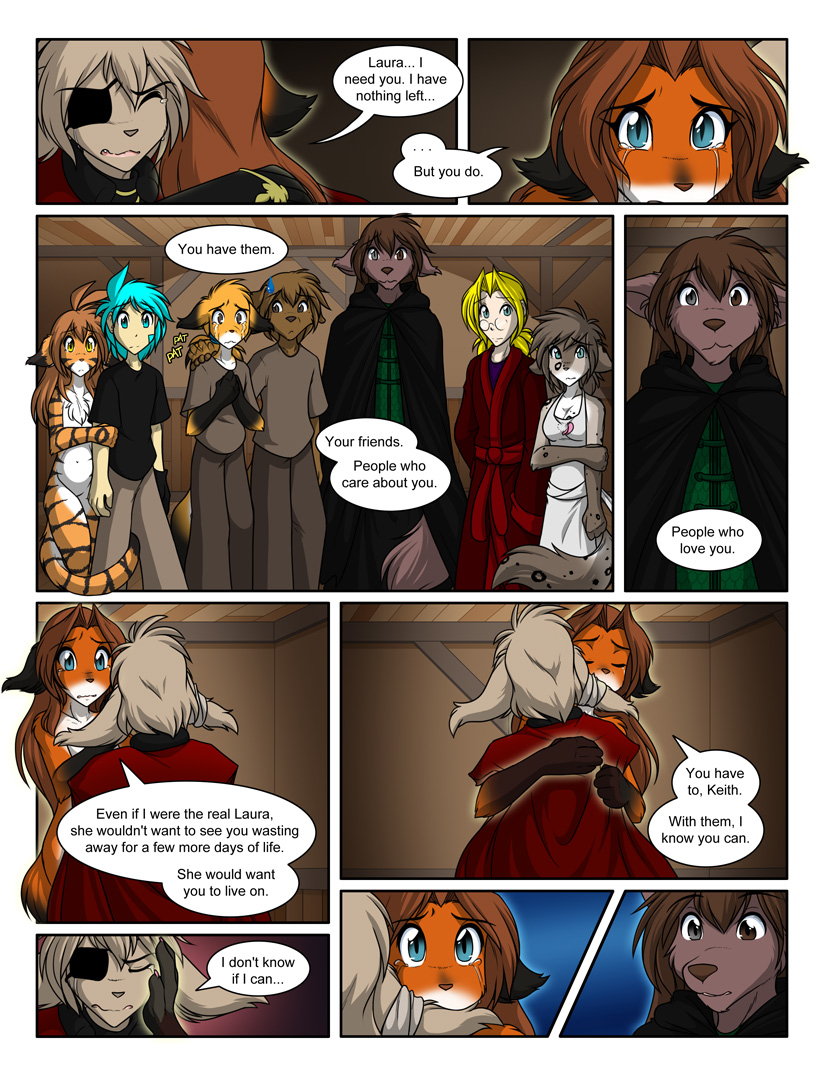 Laura... I
need you. I have
nothing left...
. . .
But you do.
You have them.
PAT
PAT
Your friends.
People who
care about you.
People who
love you.
Even if I were the real Laura,
she wouldn't want to see you wasting
away for a few more days of life.
She would want
you to live on.
You have
to, Keith.
With them, I
know you can.
I don't know
if I can...